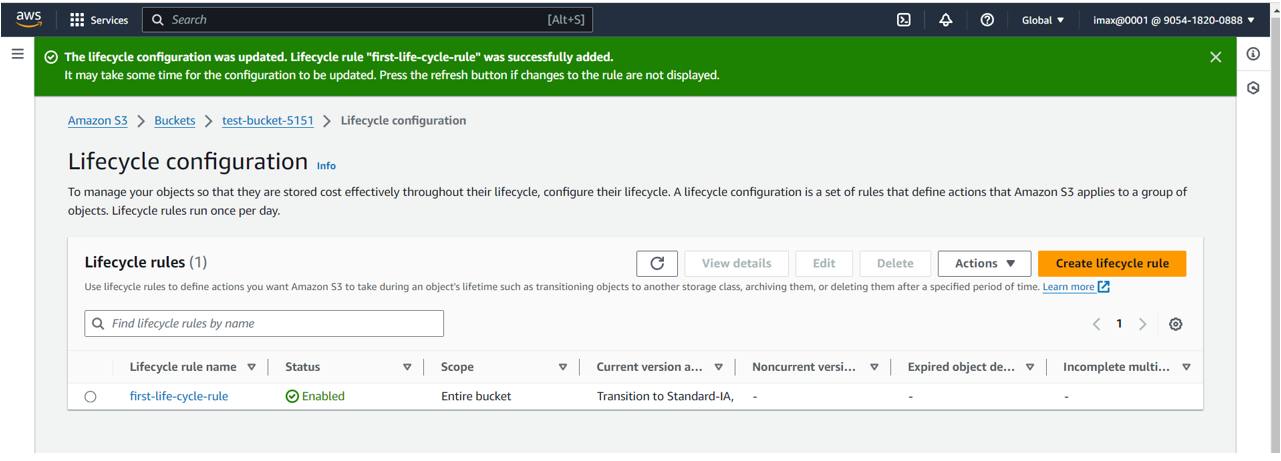 aws Services Search [Alt+S] Global ▼ imax@0001 @ 9054-1820-0888 ▼
The lifecycle configuration was updated. Lifecycle rule "first-life-cycle-rule" was successfully added.
It may take some time for the configuration to be updated. Press the refresh button if changes to the rule are not displayed.
Amazon S3 > Buckets > test-bucket-5151 > Lifecycle configuration
Lifecycle configuration Info
To manage your objects so that they are stored cost effectively throughout their lifecycle, configure their lifecycle. A lifecycle configuration is a set of rules that define actions that Amazon S3 applies to a group of
objects. Lifecycle rules run once per day.
Lifecycle rules (1) View details Edit Delete Actions ▼ Create lifecycle rule
Use lifecycle rules to define actions you want Amazon S3 to take during an object's lifetime such as transitioning objects to another storage class, archiving them, or deleting them after a specified period of time. Learn more
Find lifecycle rules by name < 1 >
Lifecycle rule name Status Scope Current version a... Noncurrent versi... Expired object de... Incomplete multi...
first-life-cycle-rule Enabled Entire bucket Transition to Standard-IA, - - -